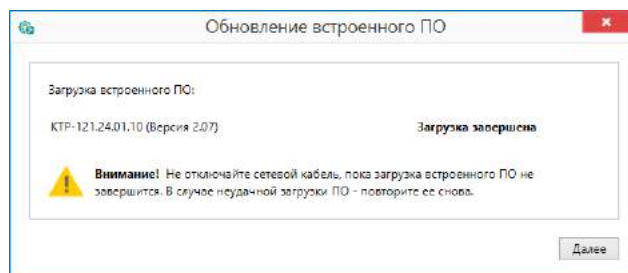 Обновление встроенного ПО
Загрузка встроенного ПО:
КТР-121.24.01.10 (Версия 2.07) Загрузка завершена
Внимание! Не отключайте сетевой кабель, пока загрузка встроенного ПО не
завершится. В случае неудачной загрузки ПО - повторите ее снова.
Далее